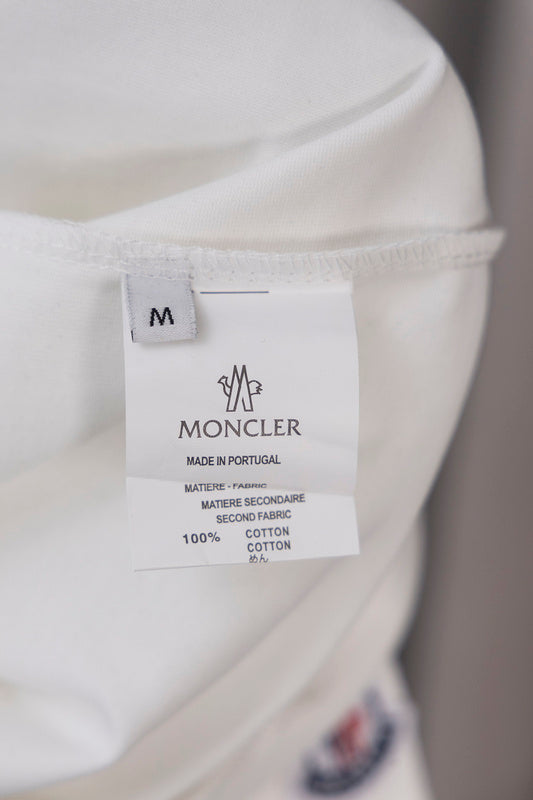 M
MONCLER
MADE IN PORTUGAL
MATIERE - FABRIC
MATIERE SECONDAIRE
SECOND FABRIC
100% COTTON
COTTON
めん